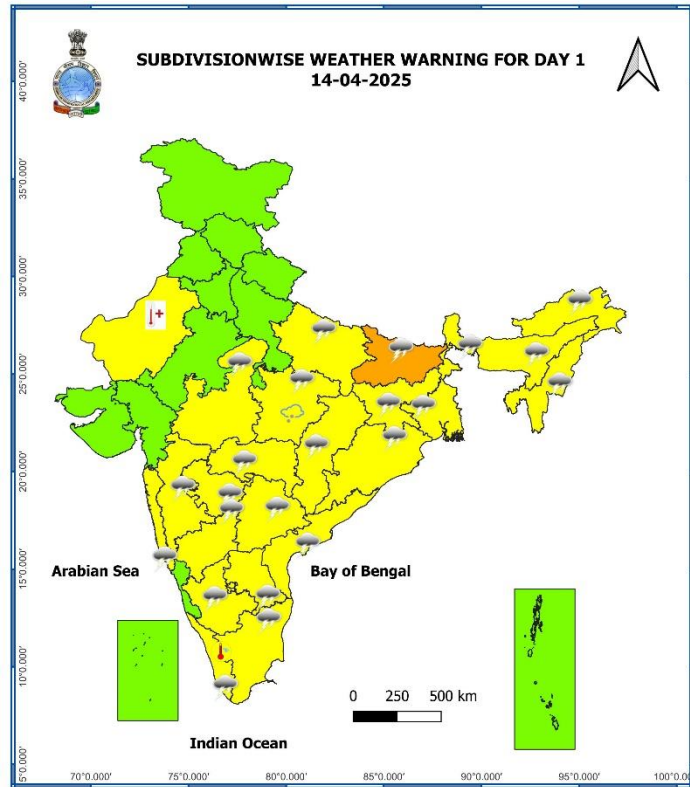 SUBDIVISIONWISE WEATHER WARNING FOR DAY 1
14-04-2025
40°0.000'
35°0.000'
30°0.000'
25°0.000'
20°0.000'
15°0.000'
10°0.000'
5°0.000'
Arabian Sea
Bay of Bengal
0 250 500 km
Indian Ocean
70°0.000' 75°0.000' 80°0.000' 85°0.000' 90°0.000' 95°0.000' 100°0.0